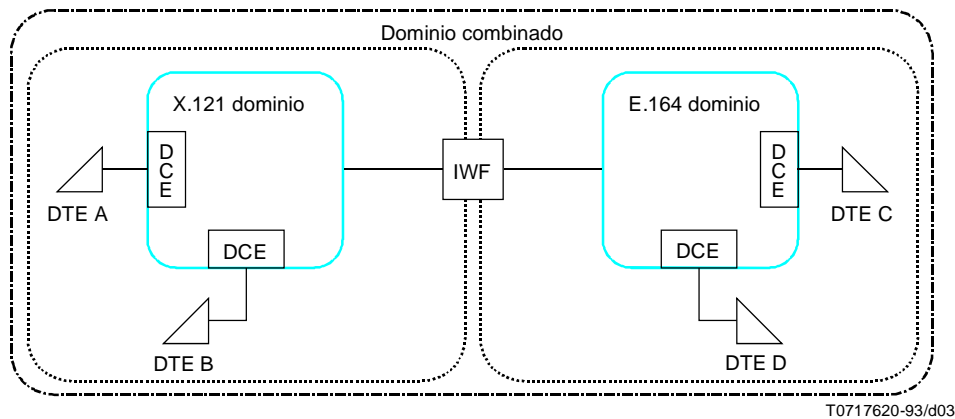 Dominio combinado
X.121 dominio
E.164 dominio
D
C
E
IWF
D
C
E
DTE A
DTE C
DCE
DCE
DTE B
DTE D
T0717620-93/d03